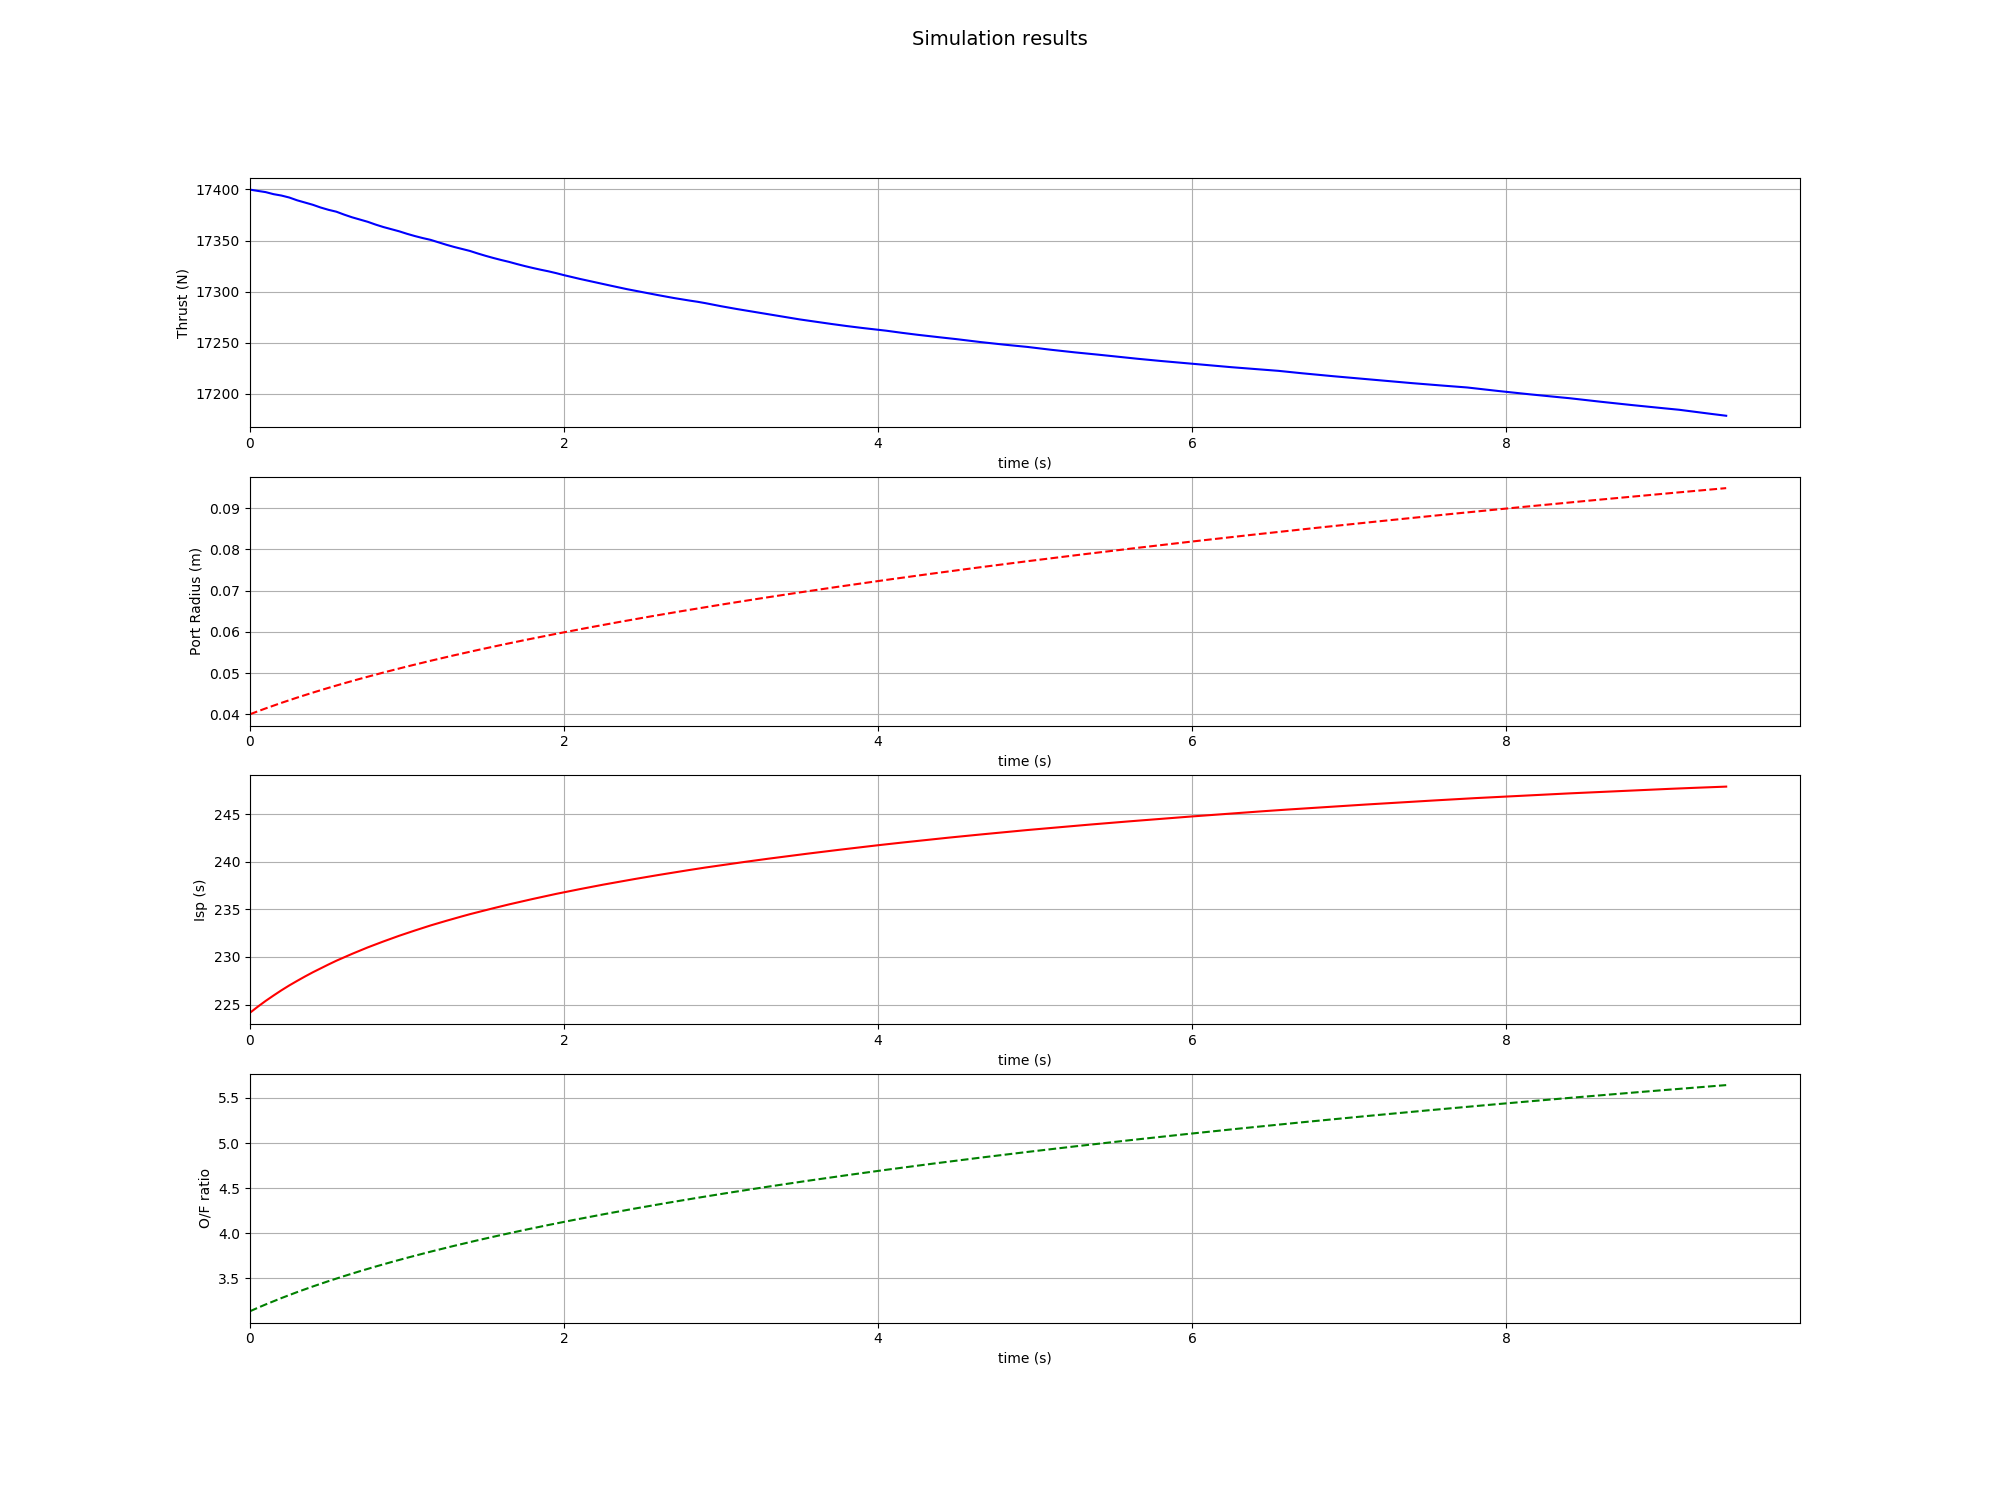 Simulation results
17400
17350
17300
17250
17200
Thrust (N)
0 2 4 6 8
time (s)
0.09
0.08
0.07
0.06
0.05
0.04
Port Radius (m)
0 2 4 6 8
time (s)
245
240
235
230
225
Isp (s)
0 2 4 6 8
time (s)
5.5
5.0
4.5
4.0
3.5
O/F ratio
0 2 4 6 8
time (s)